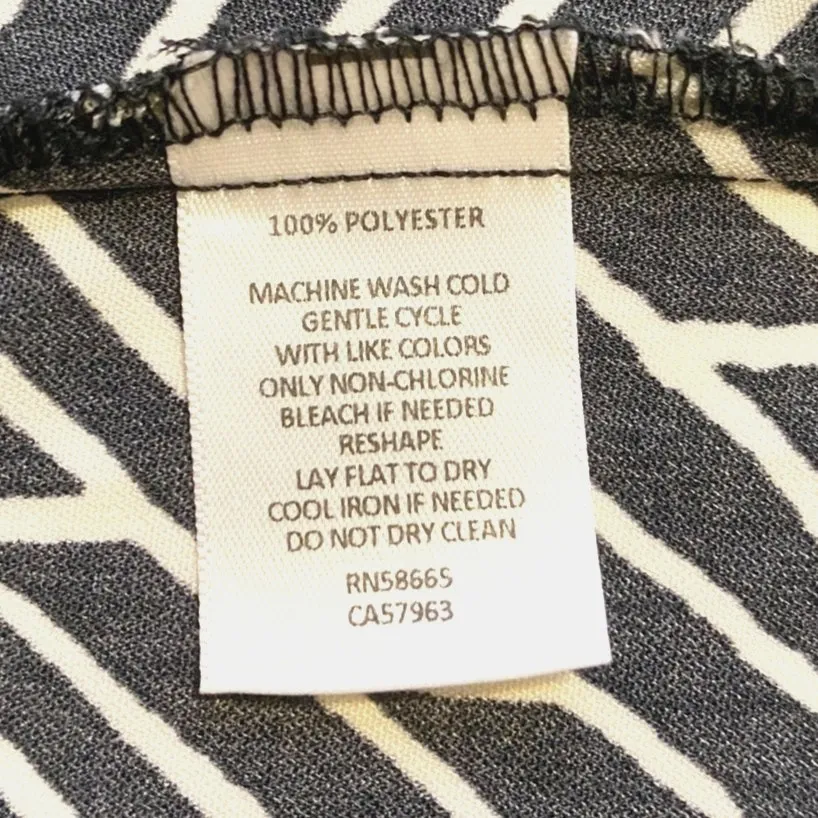 100% POLYESTER
MACHINE WASH COLD
GENTLE CYCLE
WITH LIKE COLORS
ONLY NON-CHLORINE
BLEACH IF NEEDED
RESHAPE
LAY FLAT TO DRY
COOL IRON IF NEEDED
DO NOT DRY CLEAN
RN58665
CA57963